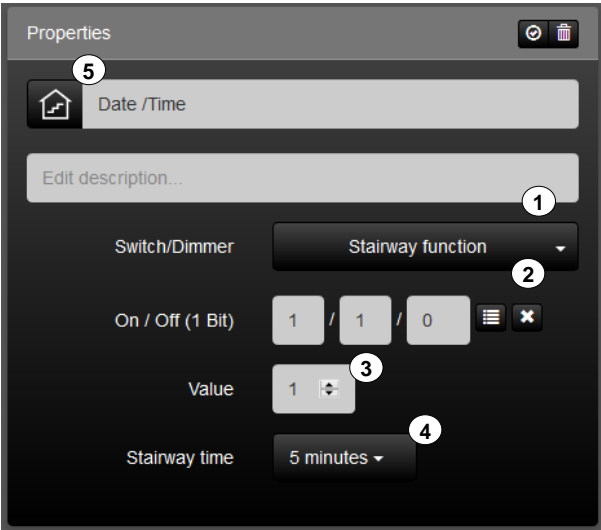 Properties
5
Date /Time
Edit description...
1
Switch/Dimmer Stairway function
2
On / Off (1 Bit) 1 / 1 / 0
3
Value 1
4
Stairway time 5 minutes